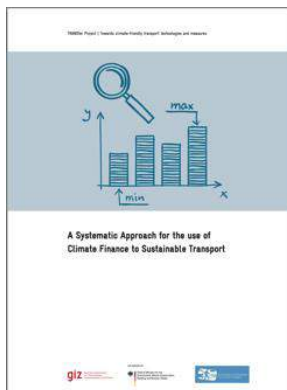 TRANSfer Project | Towards climate-friendly transport technologies and measures
y
max
min
x
A Systematic Approach for the use of
Climate Finance to Sustainable Transport
giz